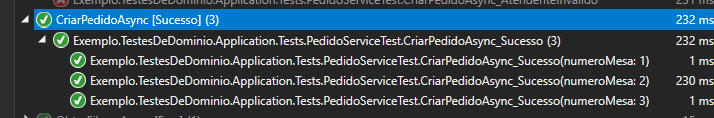 Exemplo.TestesDeDominio.Application.Tests.PedidoServiceTest.CriarPedidoAsync_AtendenteInvalido 231 ms
CriarPedidoAsync [Sucesso] (3) 232 ms
Exemplo.TestesDeDominio.Application.Tests.PedidoServiceTest.CriarPedidoAsync_Sucesso (3) 232 ms
Exemplo.TestesDeDominio.Application.Tests.PedidoServiceTest.CriarPedidoAsync_Sucesso(numeroMesa: 1) 1 ms
Exemplo.TestesDeDominio.Application.Tests.PedidoServiceTest.CriarPedidoAsync_Sucesso(numeroMesa: 2) 230 ms
Exemplo.TestesDeDominio.Application.Tests.PedidoServiceTest.CriarPedidoAsync_Sucesso(numeroMesa: 3) 1 ms